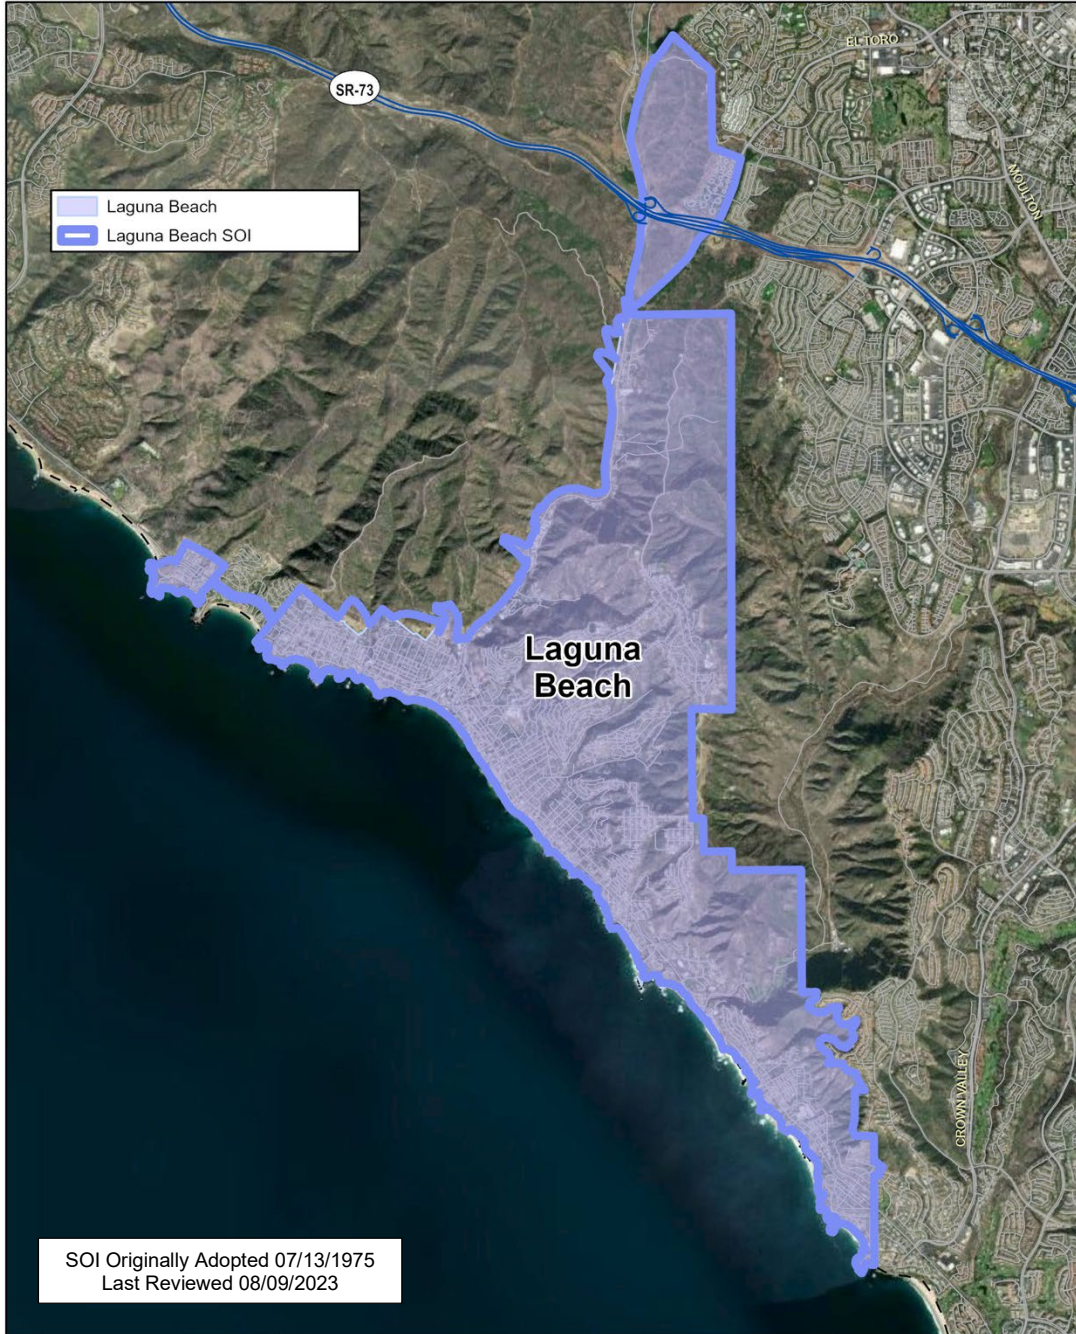 EL TORO
SR-73
MOULTON
Laguna Beach
Laguna Beach SOI
Laguna
Beach
CROWN VALLEY
SOI Originally Adopted 07/13/1975
Last Reviewed 08/09/2023